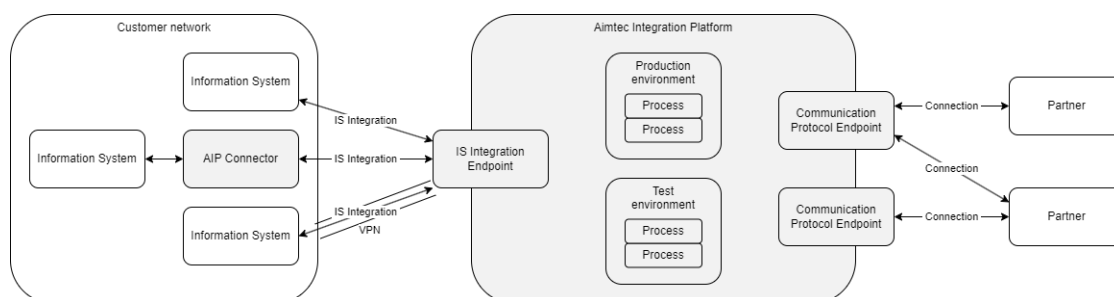 Customer network
Information System
IS Integration
Information System
AIP Connector
IS Integration
Information System
IS Integration
VPN
IS Integration
Endpoint
Aimtec Integration Platform
Production
environment
Process
Process
Test
environment
Process
Process
Communication
Protocol Endpoint
Connection
Partner
Connection
Communication
Protocol Endpoint
Connection
Partner